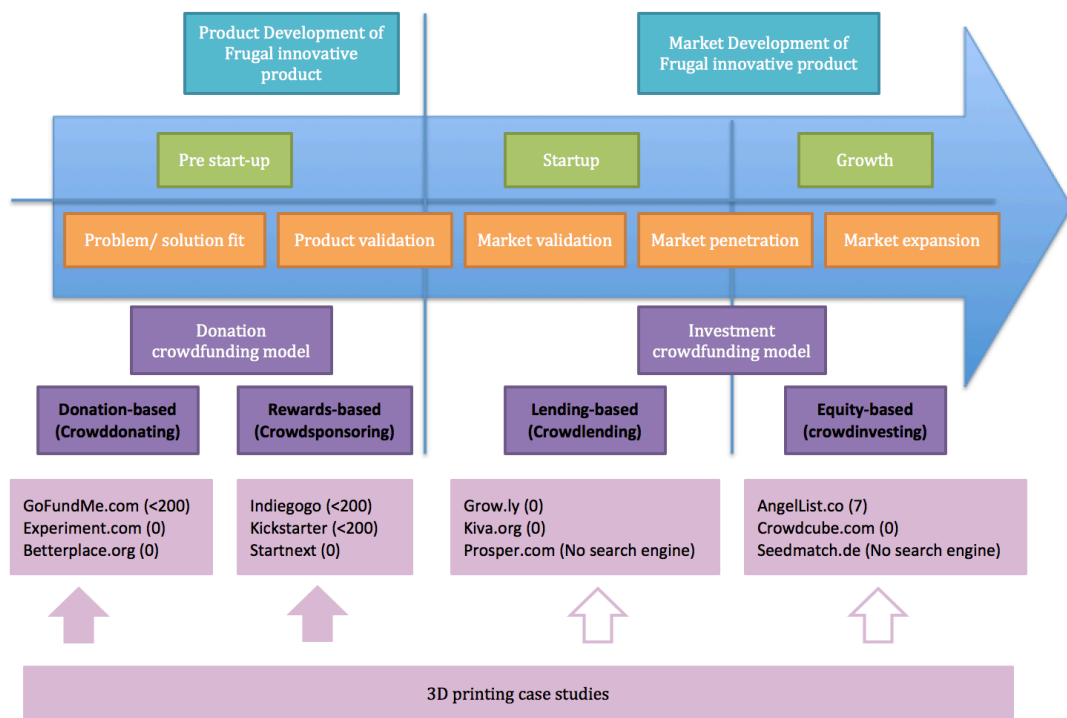 Product Development of
Frugal innovative
product
Market Development of
Frugal innovative product
Pre start-up
Startup
Growth
Problem/ solution fit
Product validation
Market validation
Market penetration
Market expansion
Donation
crowdfunding model
Investment
crowdfunding model
Donation-based
(Crowddonating)
Rewards-based
(Crowdsponsoring)
Lending-based
(Crowdlending)
Equity-based
(crowdinvesting)
GoFundMe.com (<200)
Experiment.com (0)
Betterplace.org (0)
Indiegogo (<200)
Kickstarter (<200)
Startnext (0)
Grow.ly (0)
Kiva.org (0)
Prosper.com (No search engine)
AngelList.co (7)
Crowdcube.com (0)
Seedmatch.de (No search engine)
3D printing case studies